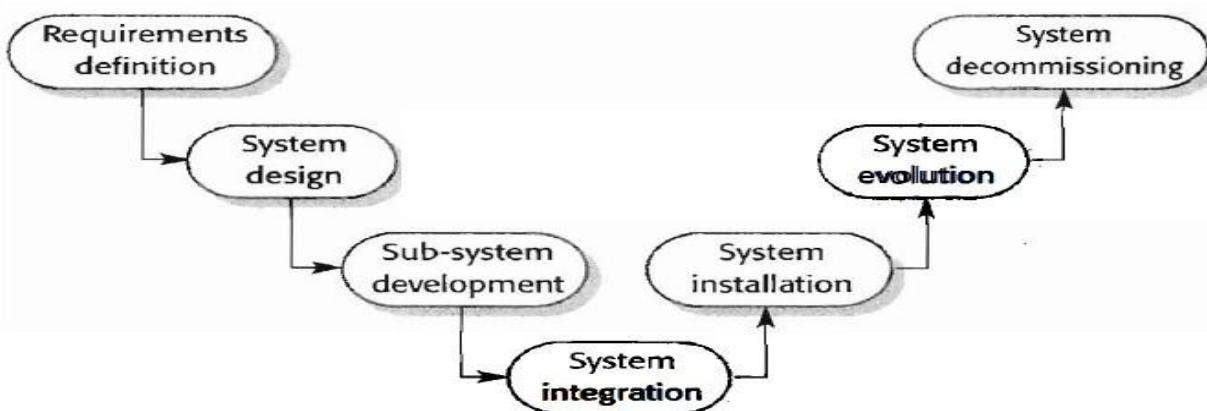 Requirements
definition
System
design
Sub-system
development
System
integration
System
installation
System
evolution
System
decommissioning